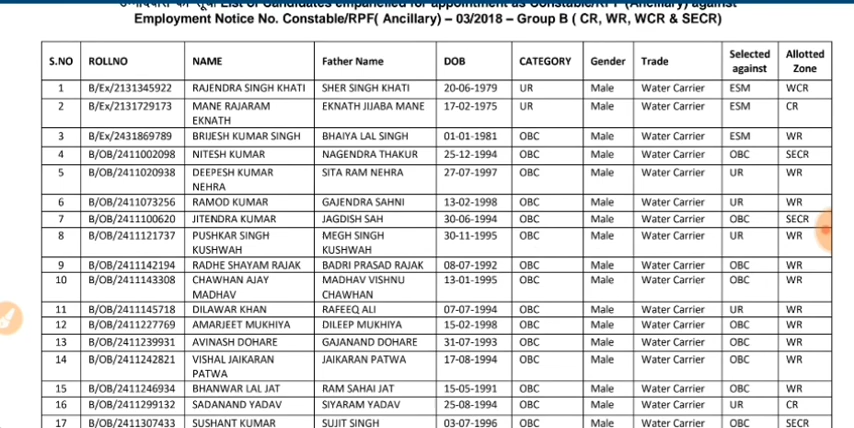 उम्मीदवारों की सूची List of Candidates empanelled for appointment as Constable/RPF (Ancillary) against
Employment Notice No. Constable/RPF( Ancillary) – 03/2018 – Group B ( CR, WR, WCR & SECR)
S.NO ROLLNO NAME Father Name DOB CATEGORY Gender Trade Selected against Allotted Zone
1 B/Ex/2131345922 RAJENDRA SINGH KHATI SHER SINGH KHATI 20-06-1979 UR Male Water Carrier ESM WCR
2 B/Ex/2131729173 MANE RAJARAM EKNATH EKNATH JIJABA MANE 17-02-1975 UR Male Water Carrier ESM CR
3 B/Ex/2431869789 BRIJESH KUMAR SINGH BHAIYA LAL SINGH 01-01-1981 OBC Male Water Carrier ESM WR
4 B/OB/2411002098 NITESH KUMAR NAGENDRA THAKUR 25-12-1994 OBC Male Water Carrier OBC SECR
5 B/OB/2411020938 DEEPESH KUMAR NEHRA SITA RAM NEHRA 27-07-1997 OBC Male Water Carrier UR WR
6 B/OB/2411073256 RAMOD KUMAR GAJENDRA SAHNI 13-02-1998 OBC Male Water Carrier UR WR
7 B/OB/2411100620 JITENDRA KUMAR JAGDISH SAH 30-06-1994 OBC Male Water Carrier OBC SECR
8 B/OB/2411121737 PUSHKAR SINGH KUSHWAH MEGH SINGH KUSHWAH 30-11-1995 OBC Male Water Carrier UR WR
9 B/OB/2411142194 RADHE SHAYAM RAJAK BADRI PRASAD RAJAK 08-07-1992 OBC Male Water Carrier OBC WR
10 B/OB/2411143308 CHAWHAN AJAY MADHAV MADHAV VISHNU CHAWHAN 13-01-1995 OBC Male Water Carrier OBC WR
11 B/OB/2411145718 DILAWAR KHAN RAFEEQ ALI 07-07-1994 OBC Male Water Carrier UR WR
12 B/OB/2411227769 AMARJEET MUKHIYA DILEEP MUKHIYA 15-02-1998 OBC Male Water Carrier OBC WR
13 B/OB/2411239931 AVINASH DOHARE GAJANAND DOHARE 31-07-1993 OBC Male Water Carrier OBC WR
14 B/OB/2411242821 VISHAL JAIKARAN PATWA JAIKARAN PATWA 17-08-1994 OBC Male Water Carrier OBC WR
15 B/OB/2411246934 BHANWAR LAL JAT RAM SAHAI JAT 15-05-1991 OBC Male Water Carrier OBC WR
16 B/OB/2411299132 SADANAND YADAV SIYARAM YADAV 25-08-1994 OBC Male Water Carrier UR CR
17 B/OB/2411307433 SUSHANT KUMAR SUJIT SINGH 03-07-1996 OBC Male Water Carrier OBC SECR